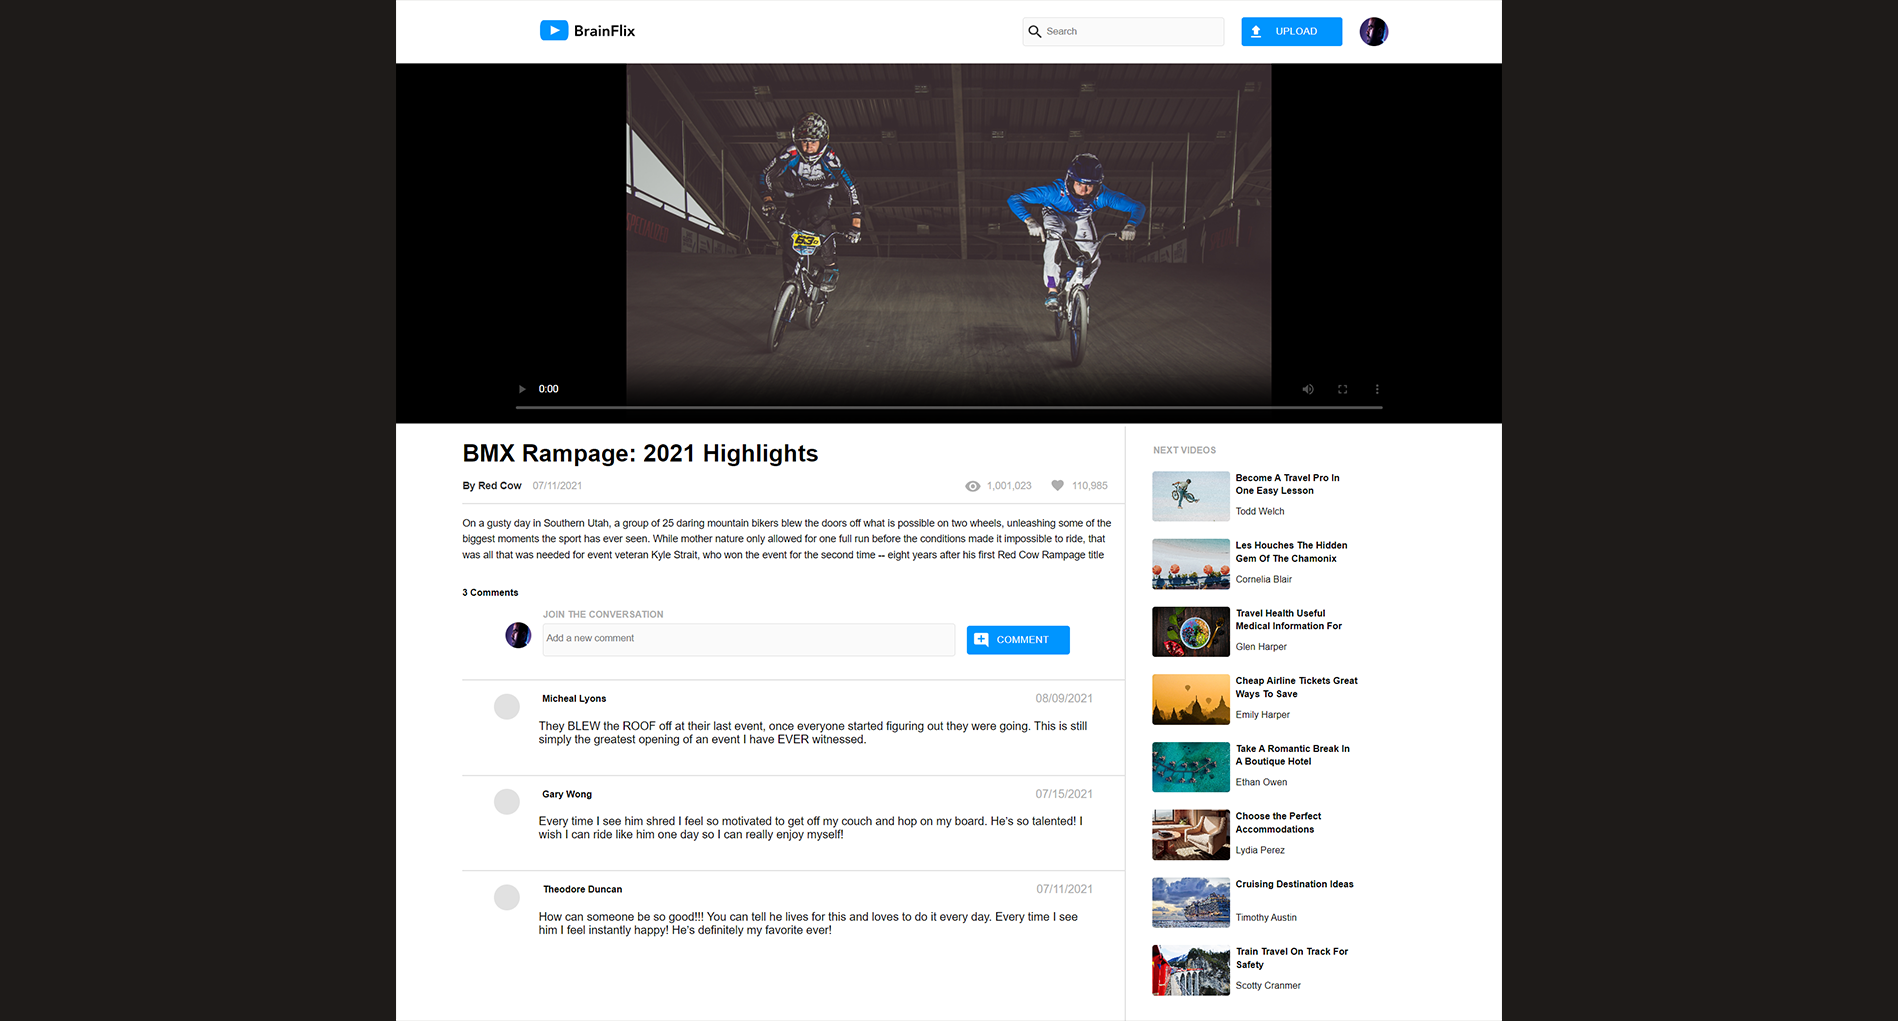 BrainFlix
Search
UPLOAD
0:00
BMX Rampage: 2021 Highlights
By Red Cow 07/11/2021
1,001,023 110,985
On a gusty day in Southern Utah, a group of 25 daring mountain bikers blew the doors off what is possible on two wheels, unleashing some of the
biggest moments the sport has ever seen. While mother nature only allowed for one full run before the conditions made it impossible to ride, that
was all that was needed for event veteran Kyle Strait, who won the event for the second time -- eight years after his first Red Cow Rampage title
3 Comments
JOIN THE CONVERSATION
Add a new comment
COMMENT
Micheal Lyons 08/09/2021
They BLEW the ROOF off at their last event, once everyone started figuring out they were going. This is still
simply the greatest opening of an event I have EVER witnessed.
Gary Wong 07/15/2021
Every time I see him shred I feel so motivated to get off my couch and hop on my board. He's so talented! I
wish I can ride like him one day so I can really enjoy myself!
Theodore Duncan 07/11/2021
How can someone be so good!!! You can tell he lives for this and loves to do it every day. Every time I see
him I feel instantly happy! He's definitely my favorite ever!
NEXT VIDEOS
Become A Travel Pro In
One Easy Lesson
Todd Welch
Les Houches The Hidden
Gem Of The Chamonix
Cornelia Blair
Travel Health Useful
Medical Information For
Glen Harper
Cheap Airline Tickets Great
Ways To Save
Emily Harper
Take A Romantic Break In
A Boutique Hotel
Ethan Owen
Choose the Perfect
Accommodations
Lydia Perez
Cruising Destination Ideas
Timothy Austin
Train Travel On Track For
Safety
Scotty Cranmer